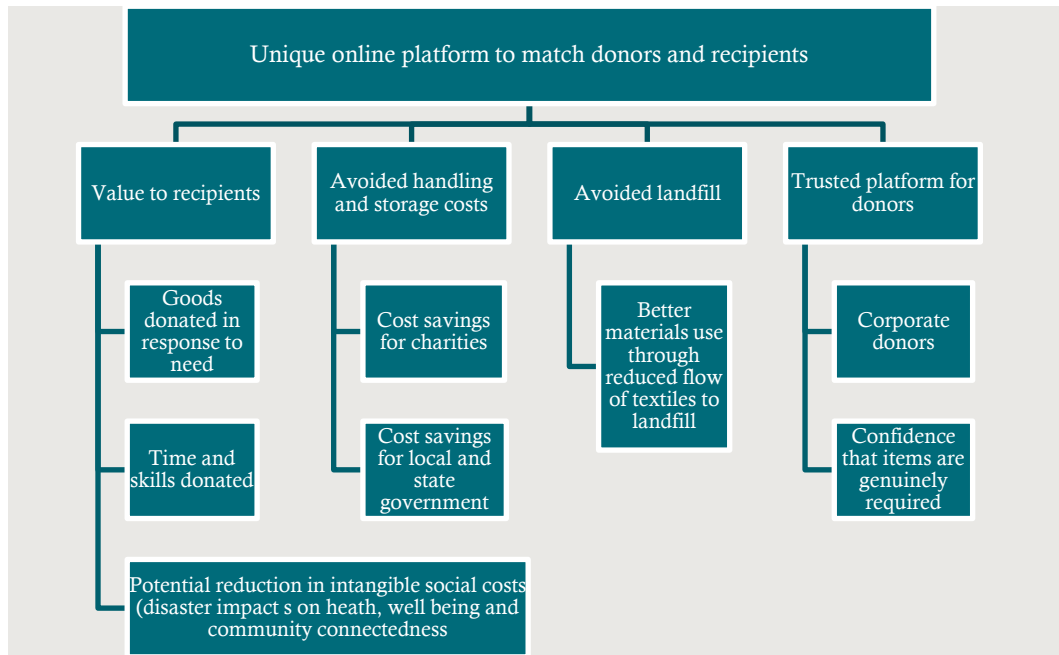 Unique online platform to match donors and recipients
Value to recipients
Avoided handling
and storage costs
Avoided landfill
Trusted platform for
donors
Goods
donated in
response to
need
Cost savings
for charities
Better
materials use
through
reduced flow
of textiles to
landfill
Corporate
donors
Time and
skills donated
Cost savings
for local and
state
government
Confidence
that items are
genuinely
required
Potential reduction in intangible social costs
(disaster impact s on heath, well being and
community connectedness